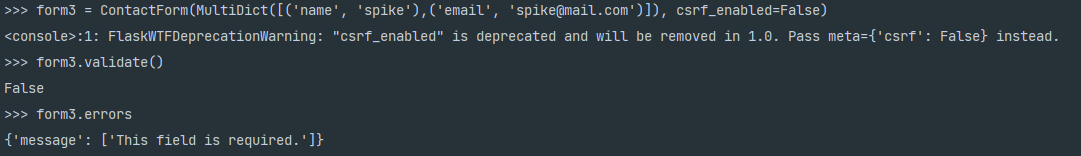 >>> form3 = ContactForm(MultiDict([('name', 'spike'),('email', 'spike@mail.com')]), csrf_enabled=False)
<console>:1: FlaskWTFDeprecationWarning: "csrf_enabled" is deprecated and will be removed in 1.0. Pass meta={'csrf': False} instead.
>>> form3.validate()
False
>>> form3.errors
{'message': ['This field is required.']}